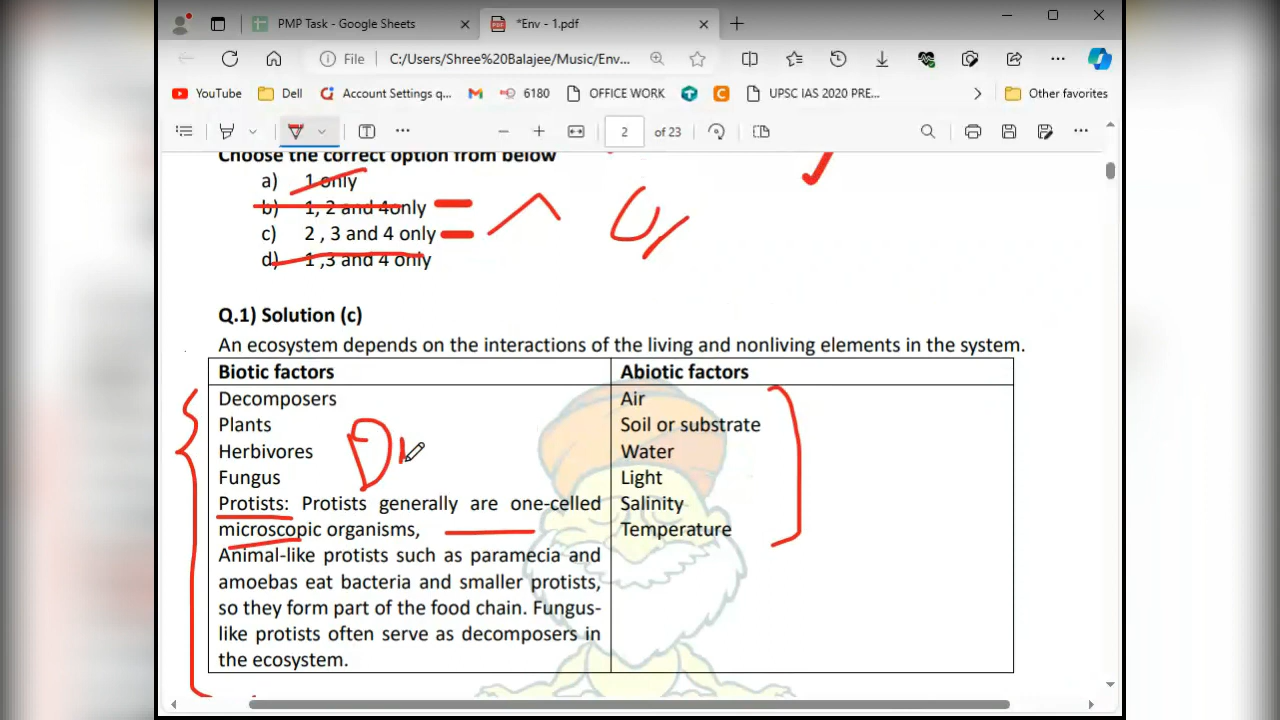 PMP Task - Google Sheets
*Env - 1.pdf
File
C:/Users/Shree%20Balajee/Music/Env...
YouTube
Dell
Account Settings q...
6180
OFFICE WORK
UPSC IAS 2020 PRE...
Other favorites
2 of 23
Choose the correct option from below
a) 1 only
b) 1, 2 and 4only
c) 2 , 3 and 4 only
d) 1 ,3 and 4 only
Q.1) Solution (c)
An ecosystem depends on the interactions of the living and nonliving elements in the system.
Biotic factors
Decomposers
Plants
Herbivores
Fungus
Protists: Protists generally are one-celled
microscopic organisms,
Animal-like protists such as paramecia and
amoebas eat bacteria and smaller protists,
so they form part of the food chain. Fungus-
like protists often serve as decomposers in
the ecosystem.
Abiotic factors
Air
Soil or substrate
Water
Light
Salinity
Temperature